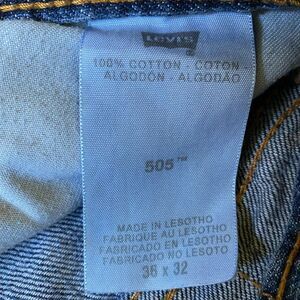 LEVI'S
100% COTTON - COTON -
ALGODÓN - ALGODÃO
505™
MADE IN LESOTHO
FABRIQUÉ AU LESOTHO
FABRICADO EN LESOTHO
FABRICADO NO LESOTO
36 x 32